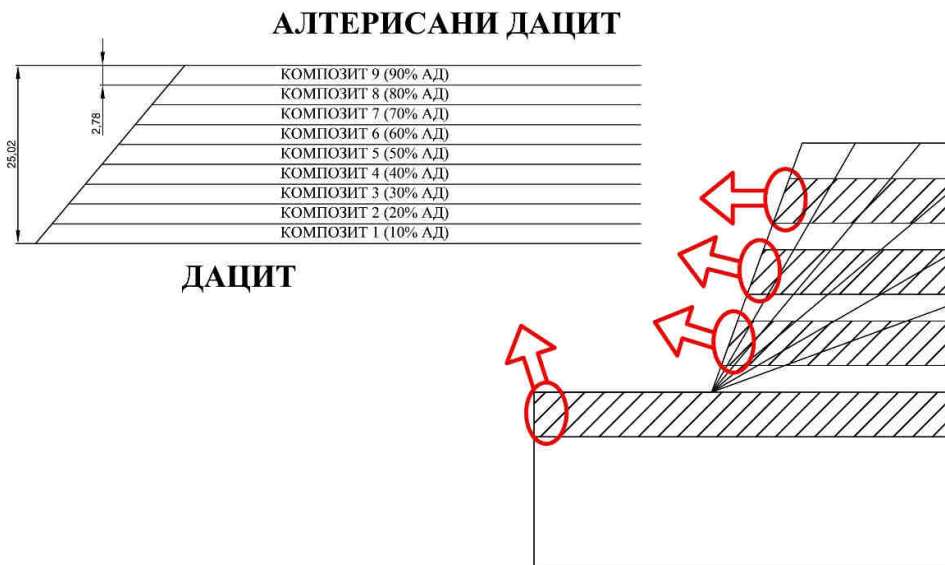 АЛТЕРИСАНИ ДАЦИТ
КОМПОЗИТ 9 (90% АД)
КОМПОЗИТ 8 (80% АД)
КОМПОЗИТ 7 (70% АД)
КОМПОЗИТ 6 (60% АД)
КОМПОЗИТ 5 (50% АД)
КОМПОЗИТ 4 (40% АД)
КОМПОЗИТ 3 (30% АД)
КОМПОЗИТ 2 (20% АД)
КОМПОЗИТ 1 (10% АД)
2,78
25,02
ДАЦИТ